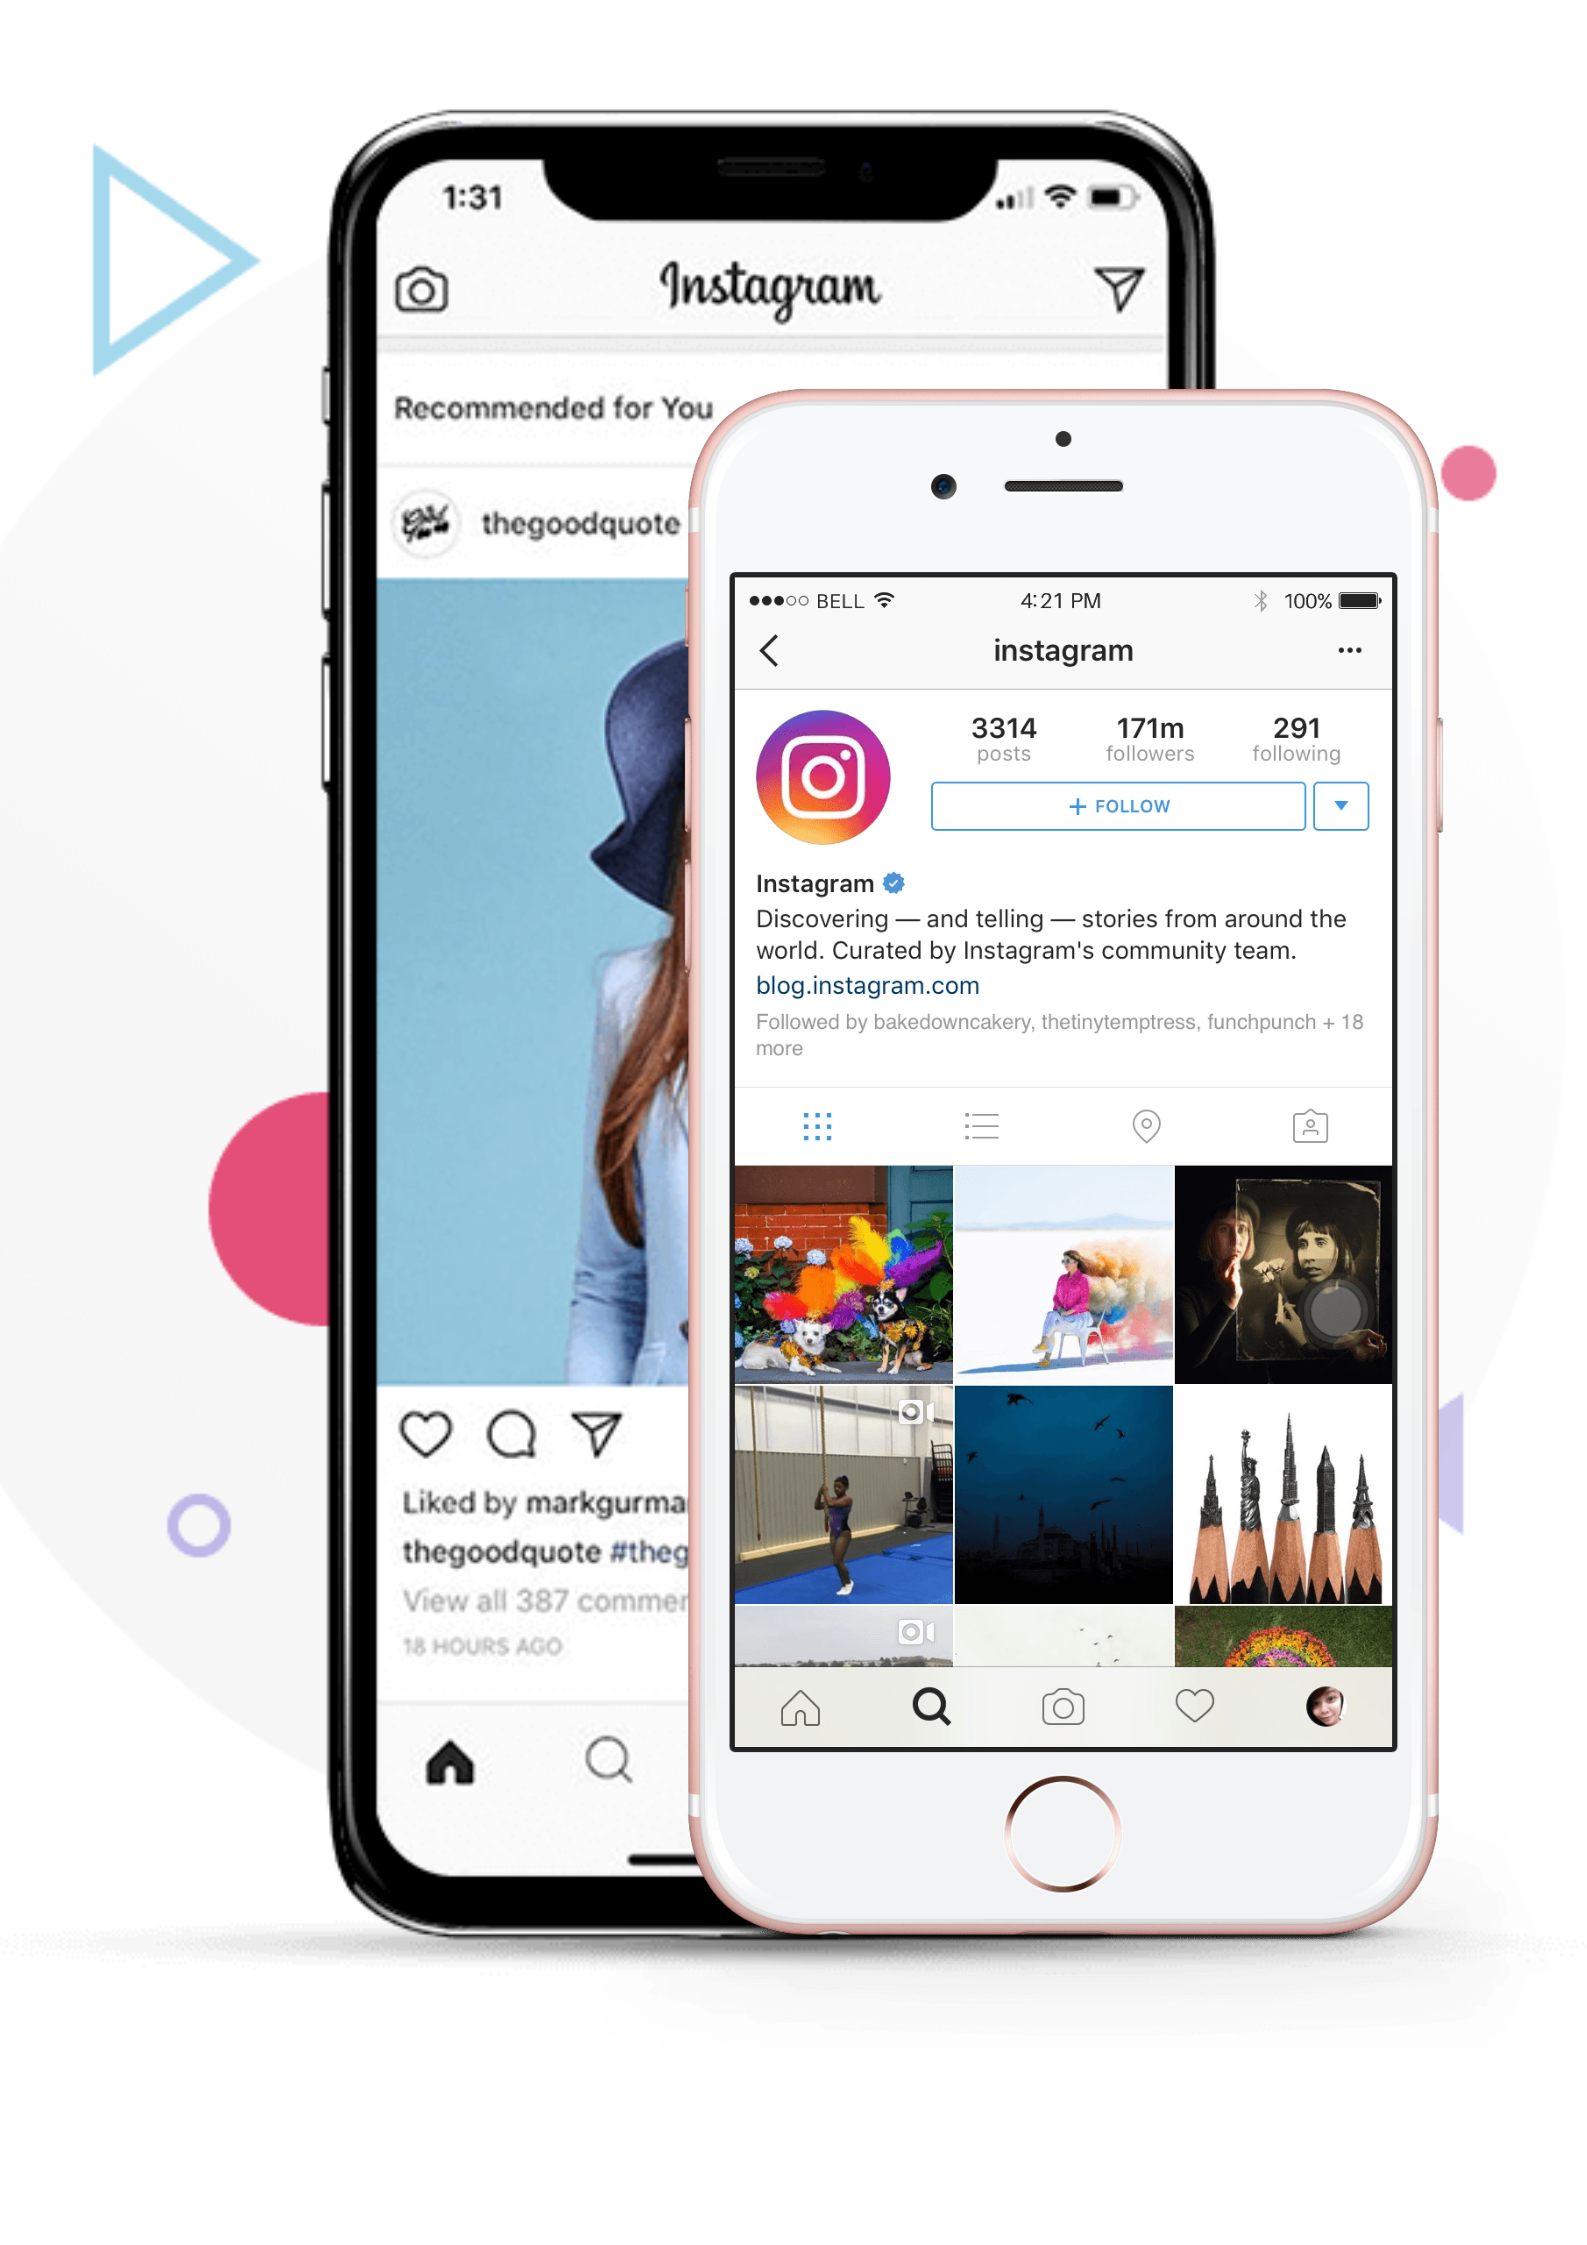 1:31
Instagram
Recommended for You
thegoodquote
Liked by markgurma
thegoodquote #theg
View all 387 commer
18 HOURS AGO
BELL 4:21 PM 100%
instagram
3314 171m 291
posts followers following
+ FOLLOW
Instagram
Discovering — and telling — stories from around the
world. Curated by Instagram's community team.
blog.instagram.com
Followed by bakedowncakery, thetinytemptress, funchpunch + 18
more